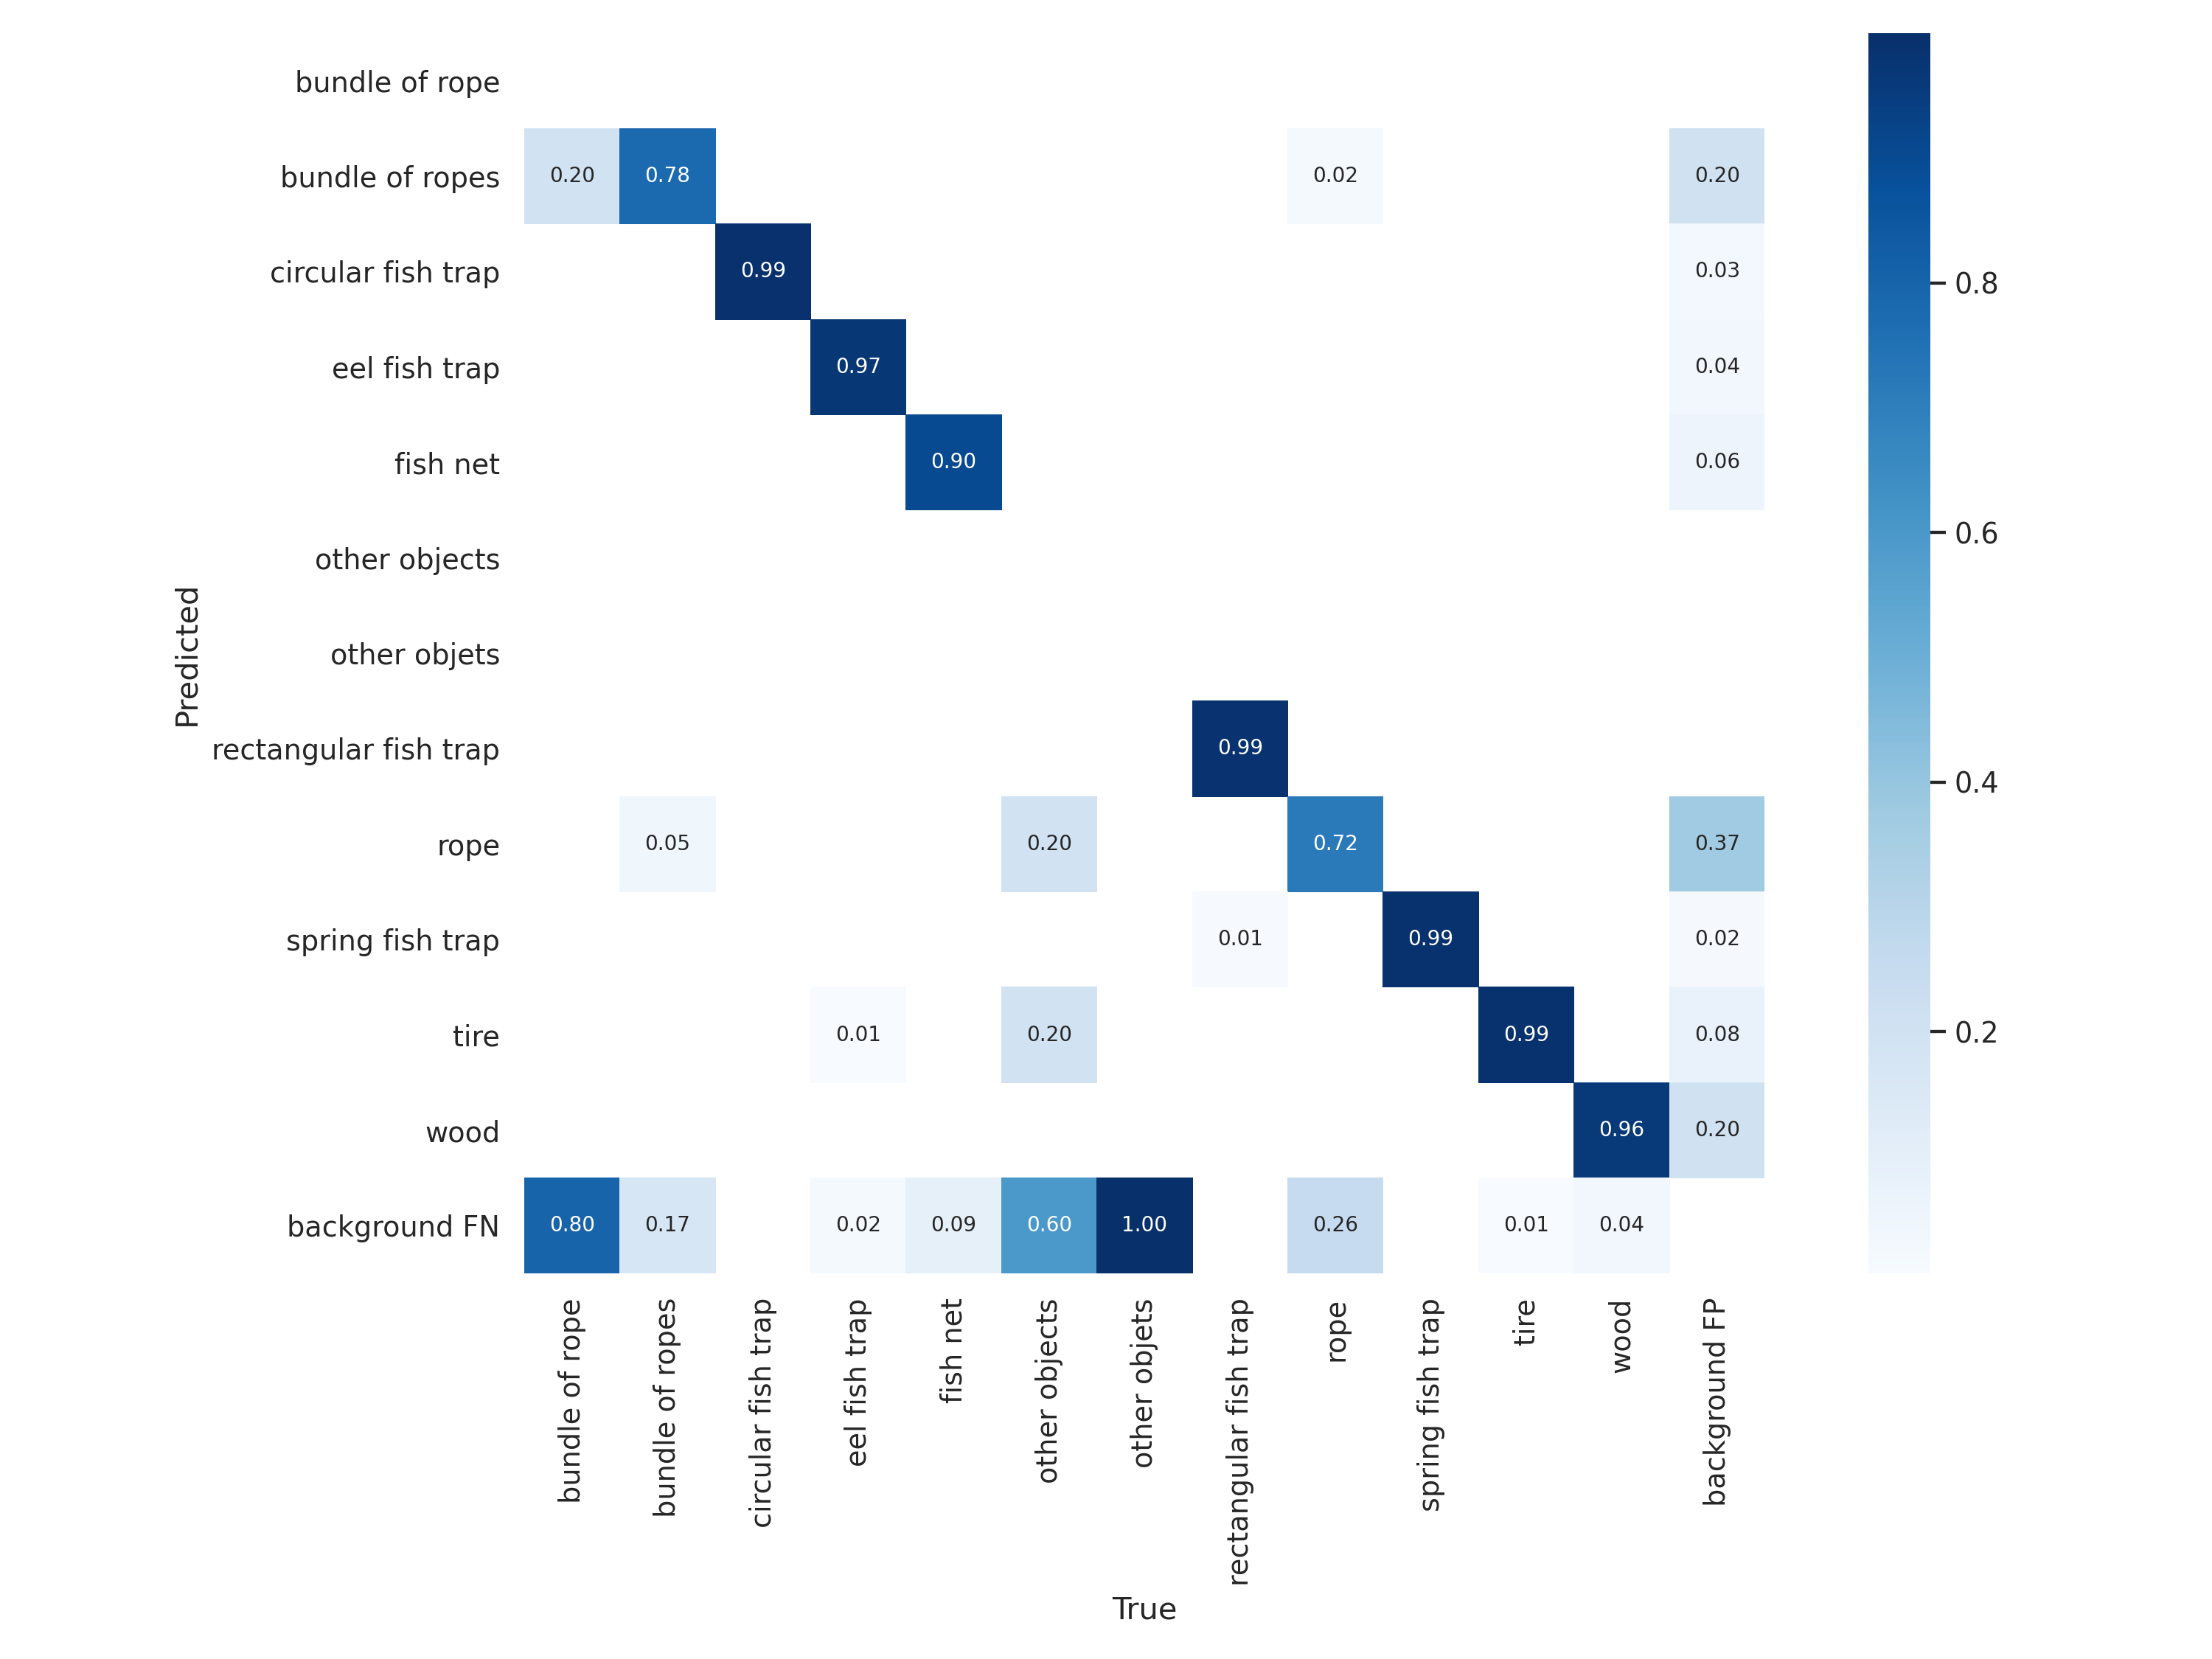 bundle of rope
bundle of ropes 0.20 0.78 0.02 0.20
circular fish trap 0.99 0.03 0.8
eel fish trap 0.97 0.04
fish net 0.90 0.06
other objects 0.6
other objets
Predicted
rectangular fish trap 0.99 0.4
rope 0.05 0.20 0.72 0.37
spring fish trap 0.01 0.99 0.02
tire 0.01 0.20 0.99 0.08 0.2
wood 0.96 0.20
background FN 0.80 0.17 0.02 0.09 0.60 1.00 0.26 0.01 0.04
bundle of rope
bundle of ropes
circular fish trap
eel fish trap
fish net
other objects
other objets
rectangular fish trap
rope
spring fish trap
tire
wood
background FP
True